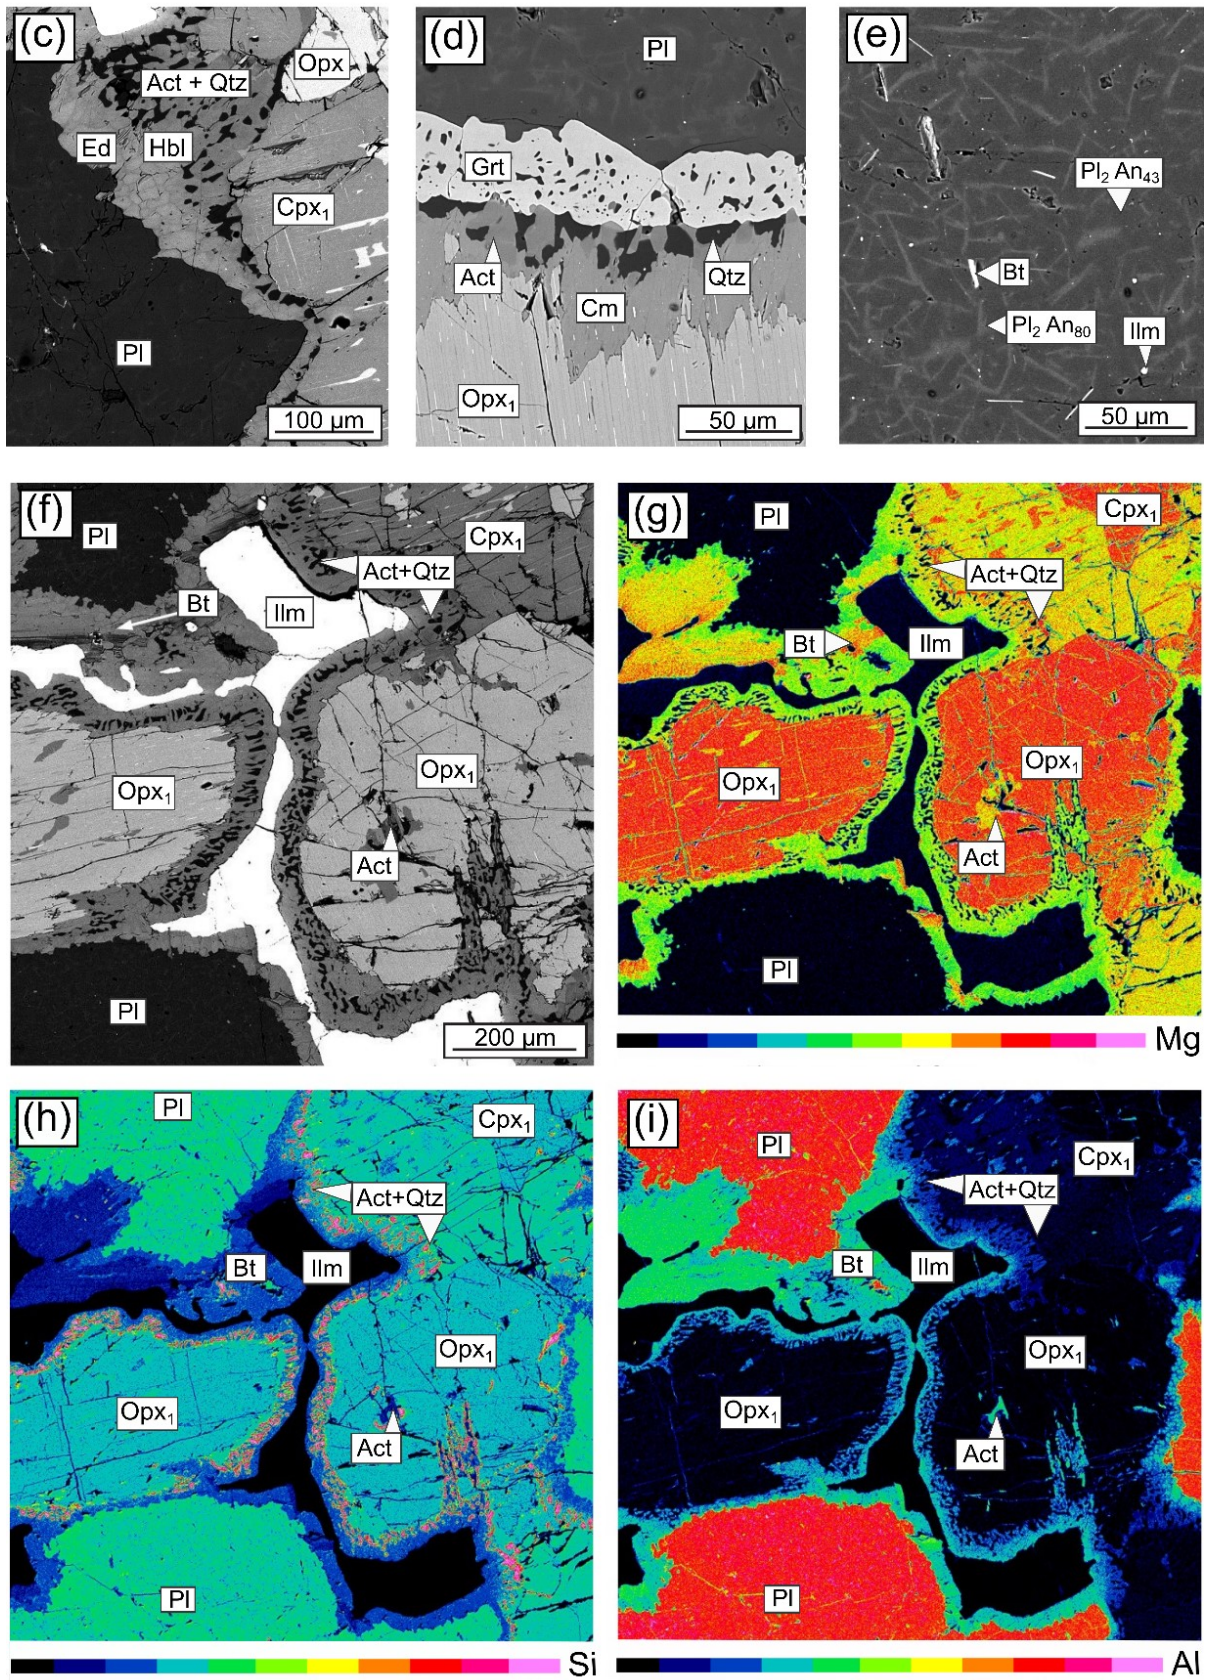 (c)
Act + Qtz
Opx
Ed
Hbl
Cpx₁
Pl
100 µm
(d)
Pl
Grt
Act
Qtz
Cm
Opx₁
50 µm
(e)
Pl₂ An₄₃
Bt
Pl₂ An₈₀
Ilm
50 µm
(f)
Pl
Cpx₁
Act+Qtz
Bt
Ilm
Opx₁
Opx₁
Act
Pl
200 µm
(g)
Pl
Cpx₁
Act+Qtz
Bt
Ilm
Opx₁
Opx₁
Act
Pl
Mg
(h)
Pl
Cpx₁
Act+Qtz
Bt
Ilm
Opx₁
Opx₁
Act
Pl
Si
(i)
Pl
Cpx₁
Act+Qtz
Bt
Ilm
Opx₁
Opx₁
Act
Pl
Al